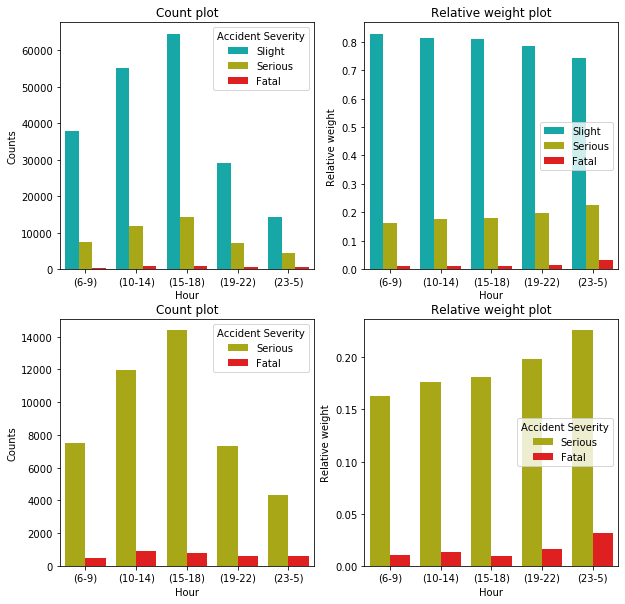 Count plot
Counts
60000
50000
40000
30000
20000
10000
0
(6-9) (10-14) (15-18) (19-22) (23-5)
Hour
Accident Severity
Slight
Serious
Fatal
Relative weight plot
Relative weight
0.8
0.7
0.6
0.5
0.4
0.3
0.2
0.1
0.0
(6-9) (10-14) (15-18) (19-22) (23-5)
Hour
Slight
Serious
Fatal
Count plot
Counts
14000
12000
10000
8000
6000
4000
2000
0
(6-9) (10-14) (15-18) (19-22) (23-5)
Hour
Accident Severity
Serious
Fatal
Relative weight plot
Relative weight
0.20
0.15
0.10
0.05
0.00
(6-9) (10-14) (15-18) (19-22) (23-5)
Hour
Accident Severity
Serious
Fatal